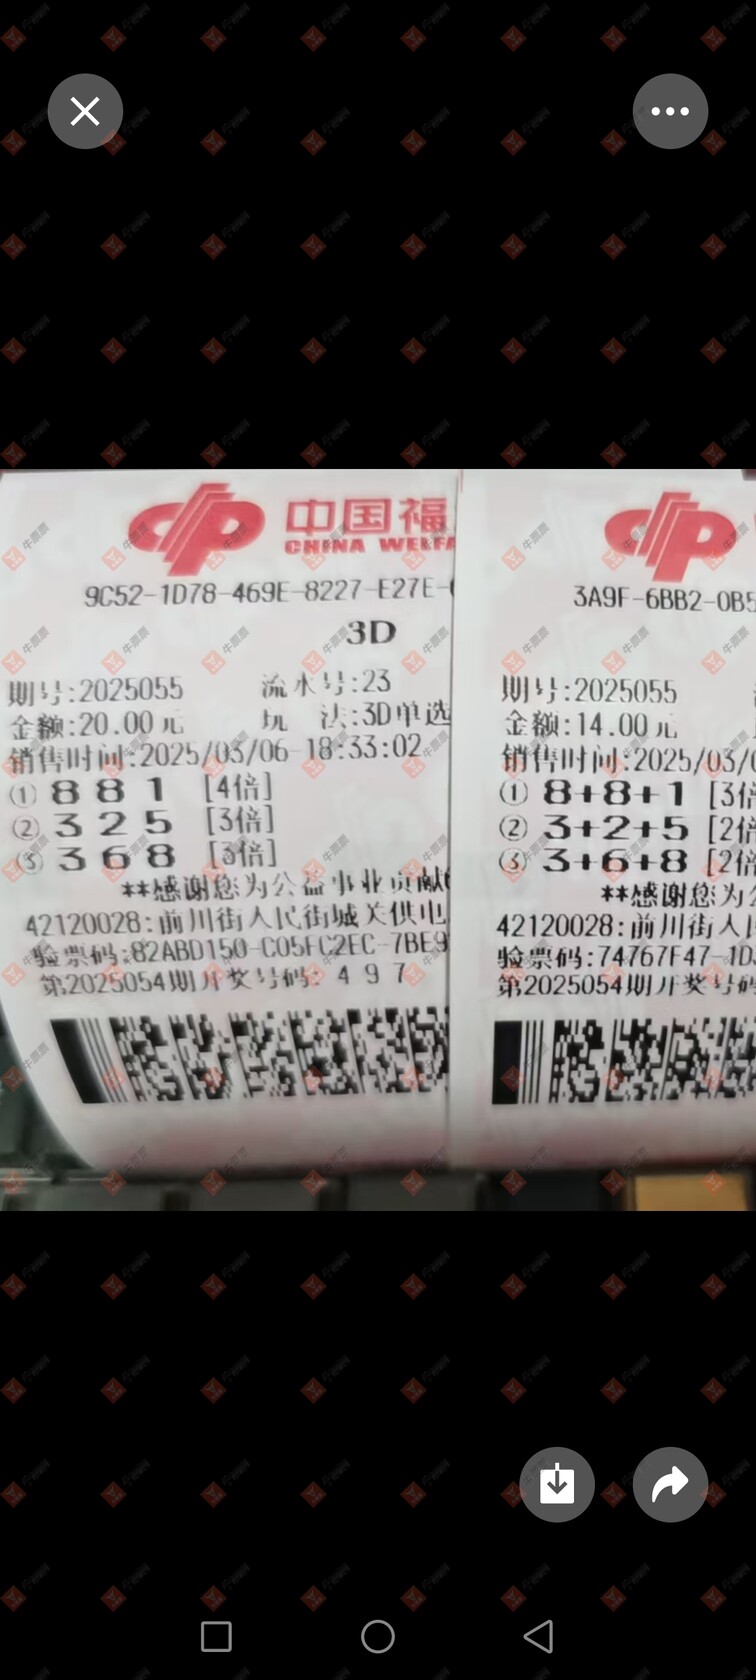 中国福
CHINA WELFA
9C52-1D78-469E-8227-E27E-
3D
期号:2025055 流水号:23
金额:20.00元 玩 法:3D单选
销售时间:2025/03/06-18:33:02
① 8 8 1 [4倍]
② 3 2 5 [3倍]
③ 3 6 8 [3倍]
**感谢您为公益事业贡献
42120028:前川街人民街城关供电
验票码:82ABD150-C05FC2EC-7BE9
第2025054期开奖号码: 4 9 7
3A9F-6BB2-0B5
期号:2025055
金额:14.00元
销售时间:2025/03/0
① 8+8+1 [3倍
② 3+2+5 [2倍
③ 3+6+8 [2倍
**感谢您为公
42120028:前川街人民
验票码:74767F47-1D
第2025054期开奖号码
牛票票